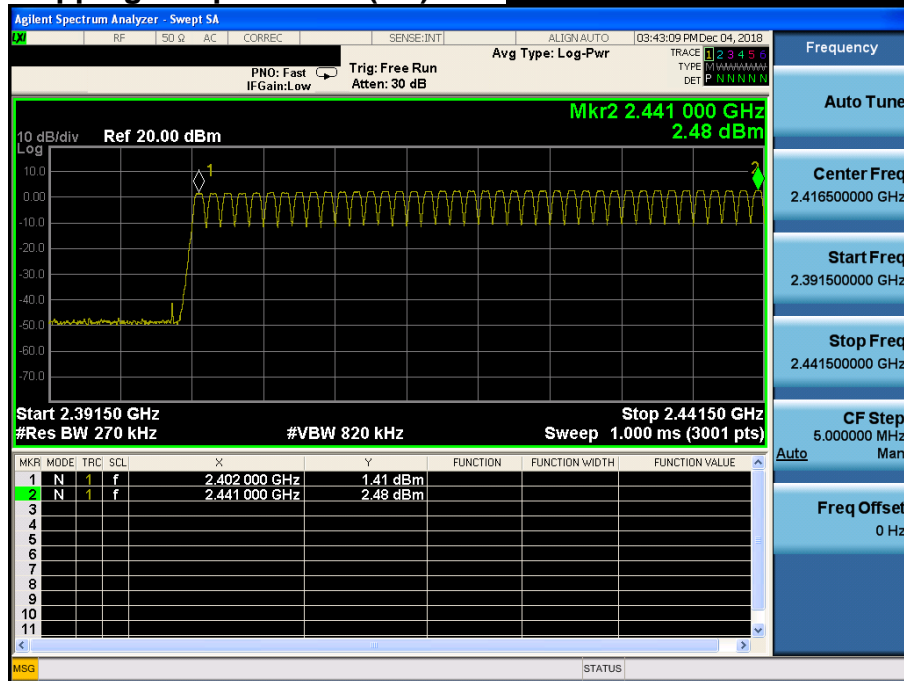 Agilent Spectrum Analyzer - Swept SA
LXI RF 50 Ω AC CORREC SENSE:INT ALIGNAUTO 03:43:09 PM Dec 04, 2018
Avg Type: Log-Pwr TRACE 1 2 3 4 5 6
PNO: Fast Trig: Free Run TYPE M W W W W W
IFGain:Low Atten: 30 dB DET P N N N N N
Mkr2 2.441 000 GHz
10 dB/div Ref 20.00 dBm 2.48 dBm
Log
10.0
0.00
-10.0
-20.0
-30.0
-40.0
-50.0
-60.0
-70.0
1
2
Start 2.39150 GHz Stop 2.44150 GHz
#Res BW 270 kHz #VBW 820 kHz Sweep 1.000 ms (3001 pts)
MKR MODE TRC SCL X Y FUNCTION FUNCTION WIDTH FUNCTION VALUE
1 N 1 f 2.402 000 GHz 1.41 dBm
2 N 1 f 2.441 000 GHz 2.48 dBm
3
4
5
6
7
8
9
10
11
MSG STATUS
Frequency
Auto Tune
Center Freq
2.416500000 GHz
Start Freq
2.391500000 GHz
Stop Freq
2.441500000 GHz
CF Step
5.000000 MHz
Auto Man
Freq Offset
0 Hz